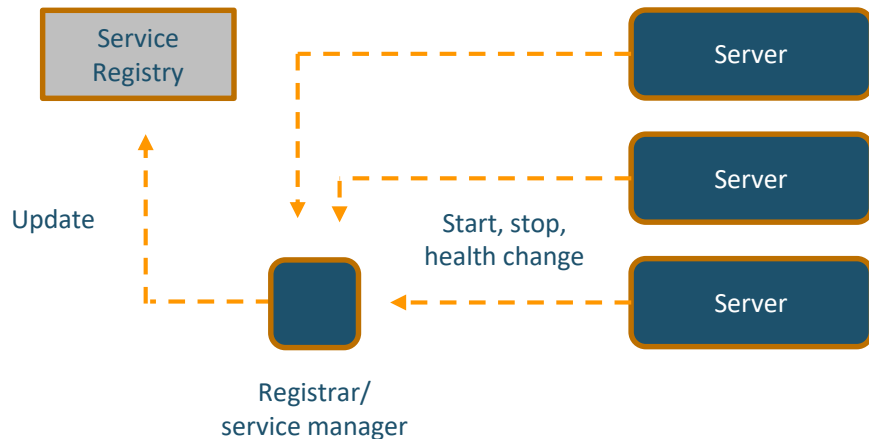 Service
Registry
Server
Server
Update
Start, stop,
health change
Server
Registrar/
service manager